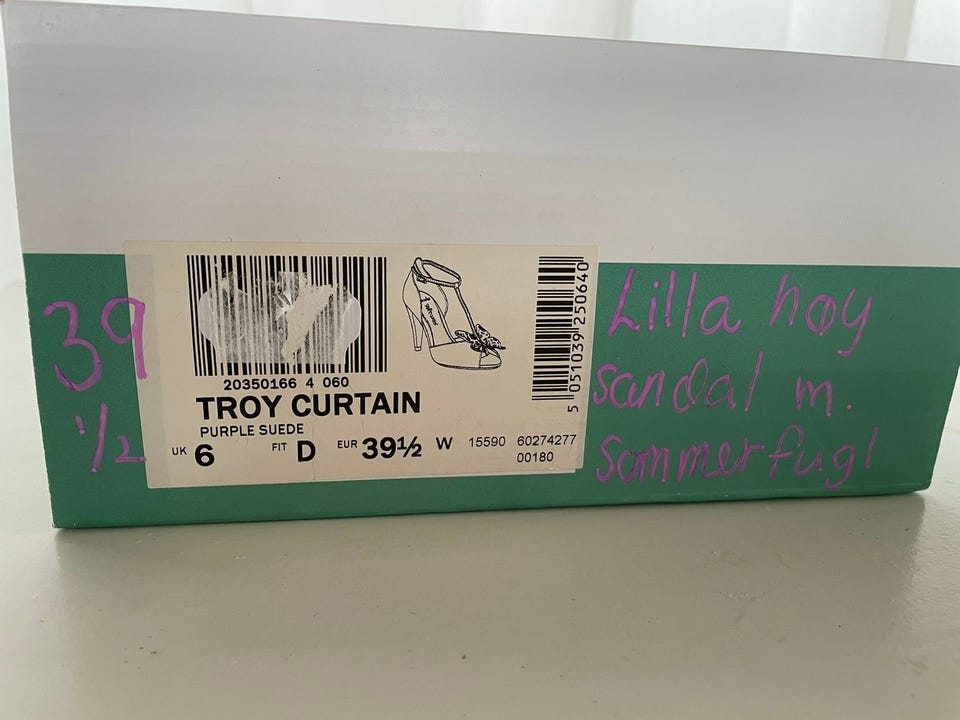 39
1/2
20350166 4 060
TROY CURTAIN
PURPLE SUEDE
UK 6 FIT D EUR 39½ W 15590 60274277
00180
5 051039 250640
Lilla høy
sandal m.
Sommerfugl